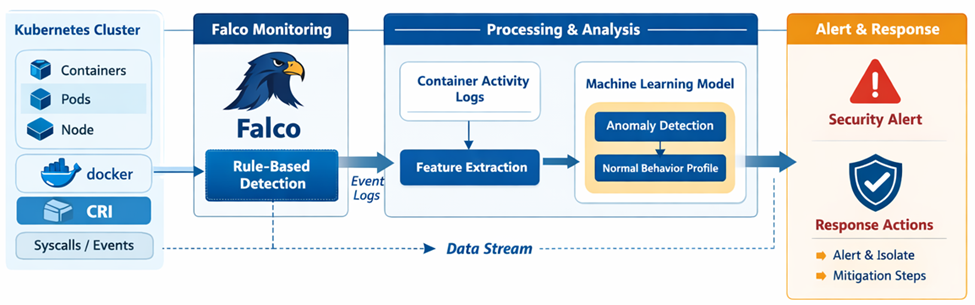 Kubernetes Cluster
Containers
Pods
Node
docker
CRI
Syscalls / Events
Falco Monitoring
Falco
Rule-Based
Detection
Event
Logs
Processing & Analysis
Container Activity
Logs
Feature Extraction
Machine Learning Model
Anomaly Detection
Normal Behavior Profile
Data Stream
Alert & Response
Security Alert
Response Actions
Alert & Isolate
Mitigation Steps